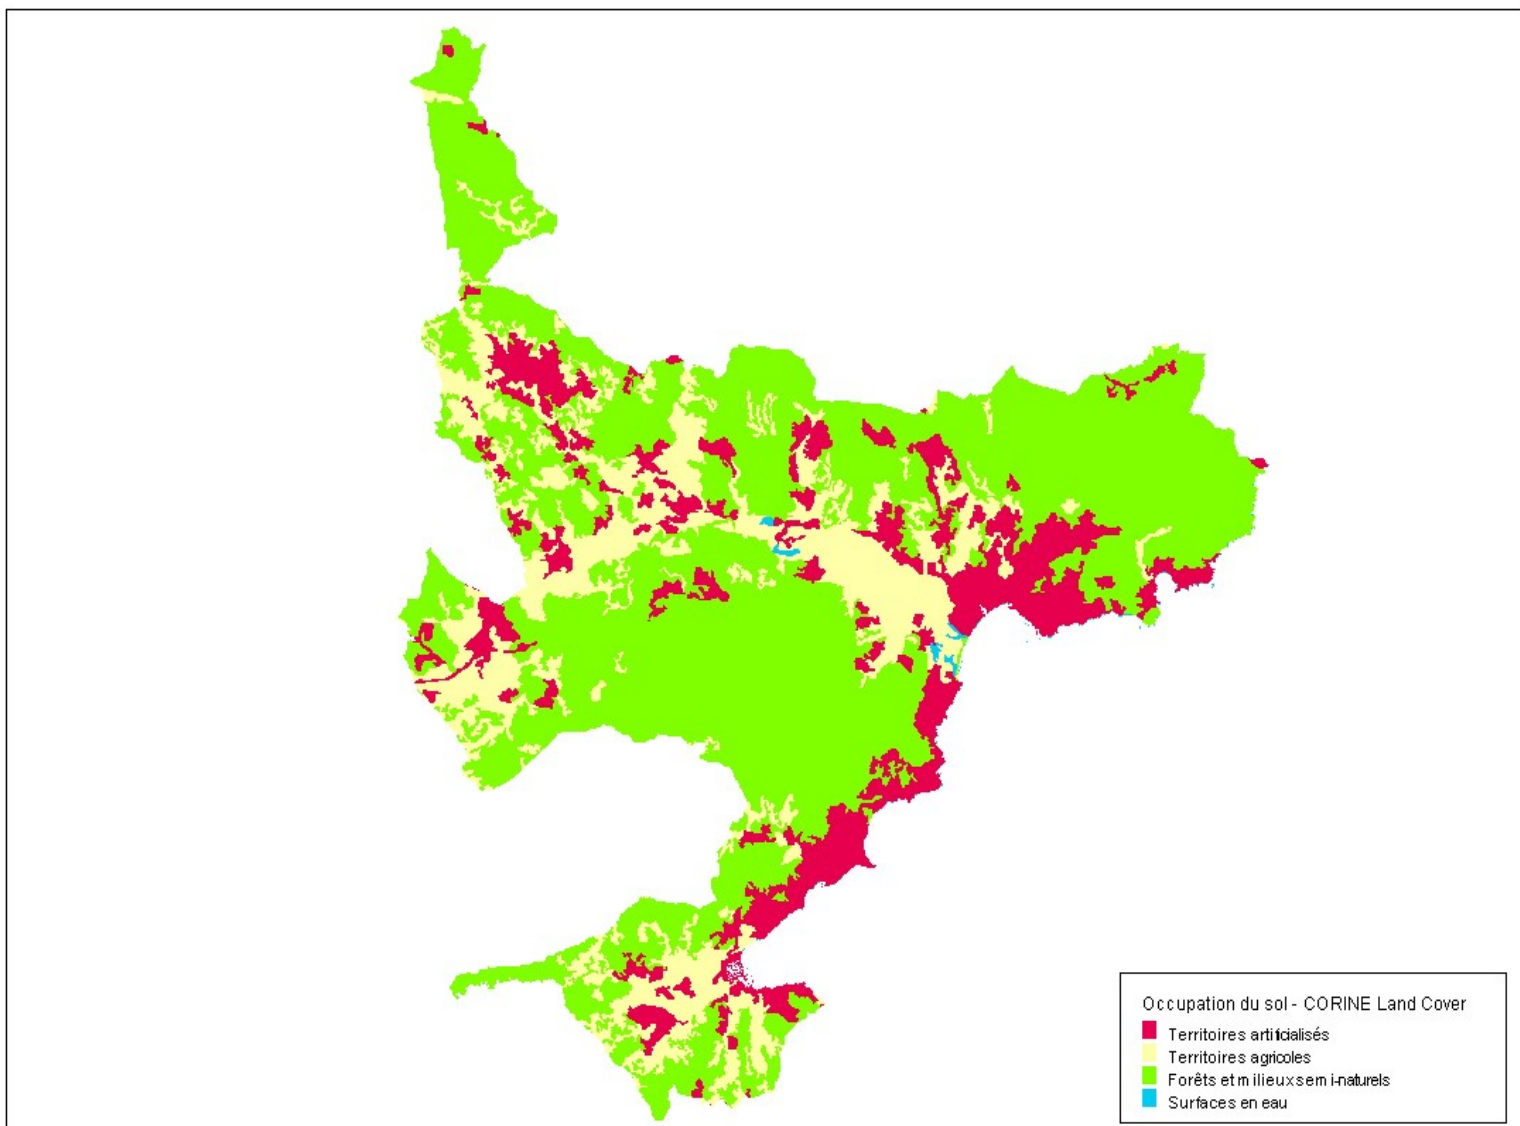 Occupation du sol - CORINE Land Cover
Territoires artificialisés
Territoires agricoles
Forêts et milieux semi-naturels
Surfaces en eau